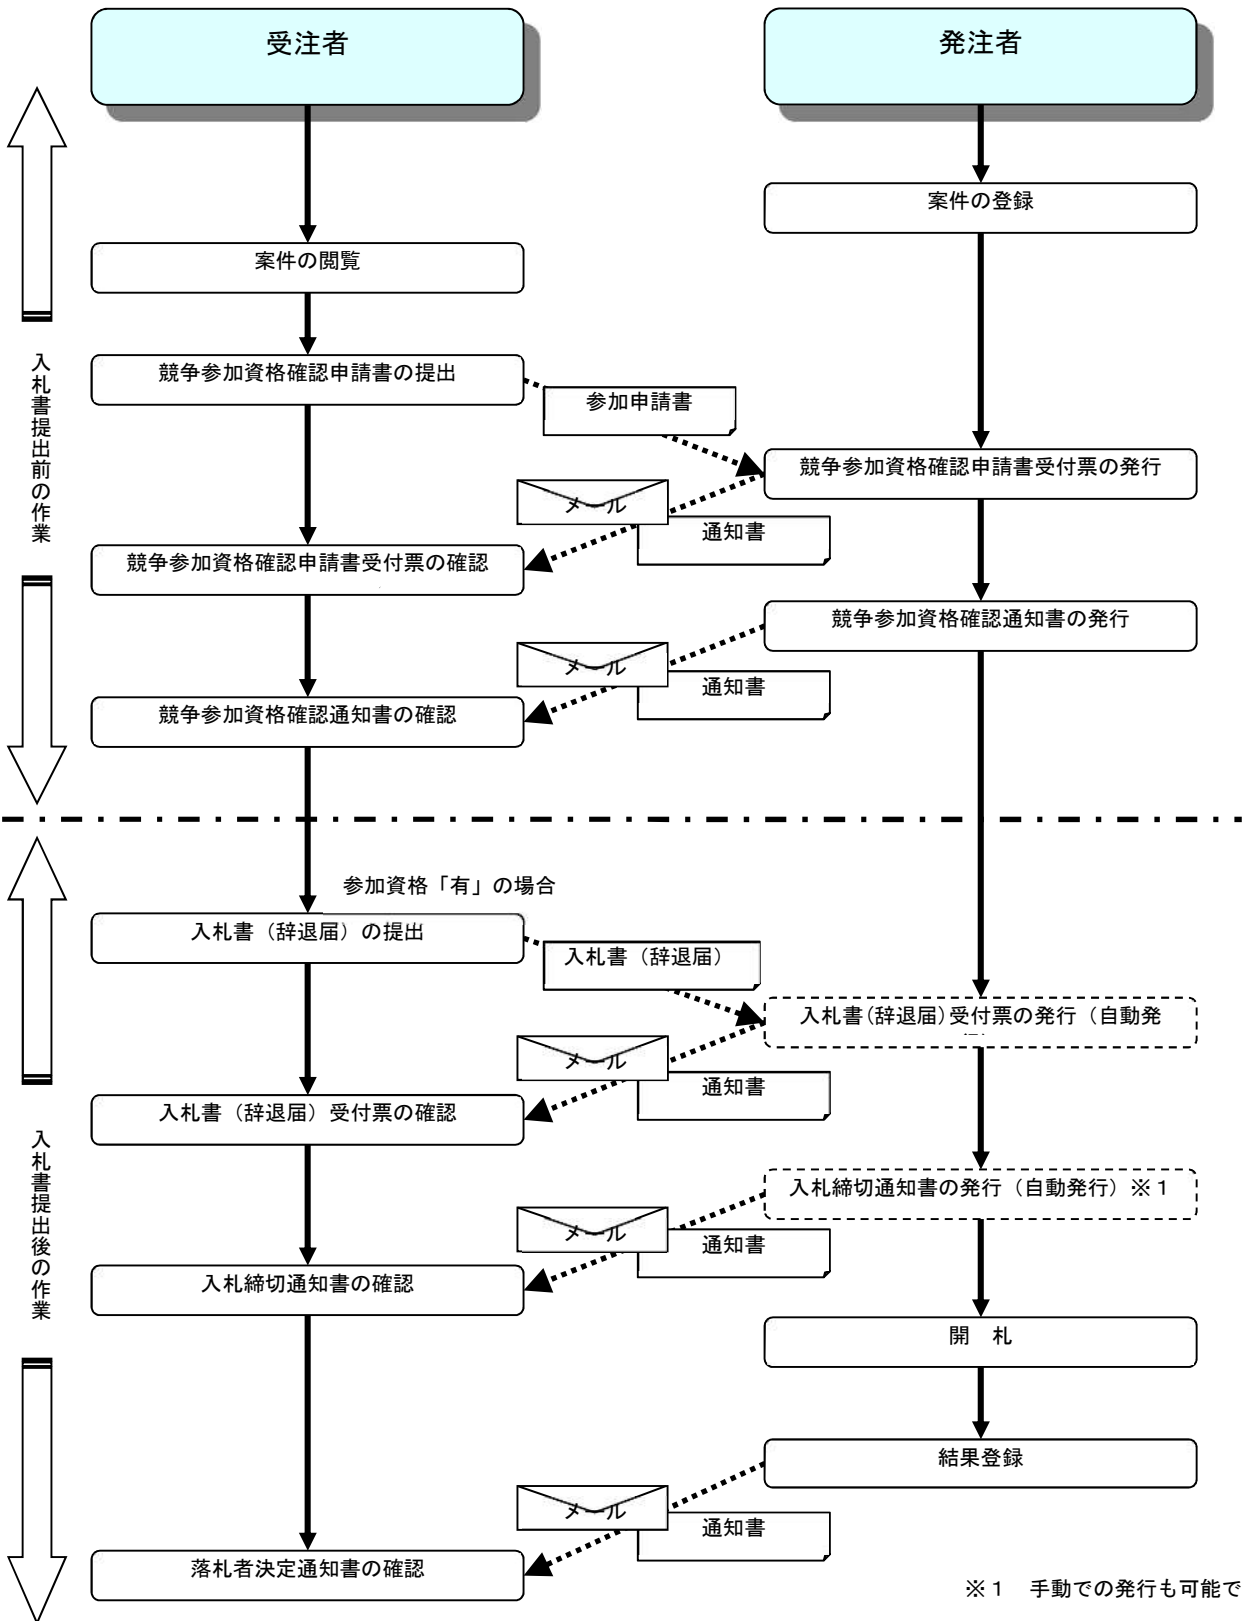 受注者
発注者
案件の登録
案件の閲覧
入札書提出前の作業
競争参加資格確認申請書の提出
参加申請書
競争参加資格確認申請書受付票の発行
メール
通知書
競争参加資格確認申請書受付票の確認
競争参加資格確認通知書の発行
メール
通知書
競争参加資格確認通知書の確認
参加資格「有」の場合
入札書（辞退届）の提出
入札書（辞退届）
入札書(辞退届)受付票の発行（自動発
メール
通知書
入札書（辞退届）受付票の確認
入札書提出後の作業
入札締切通知書の発行（自動発行）※１
メール
通知書
入札締切通知書の確認
開　札
結果登録
メール
通知書
落札者決定通知書の確認
※１　手動での発行も可能で